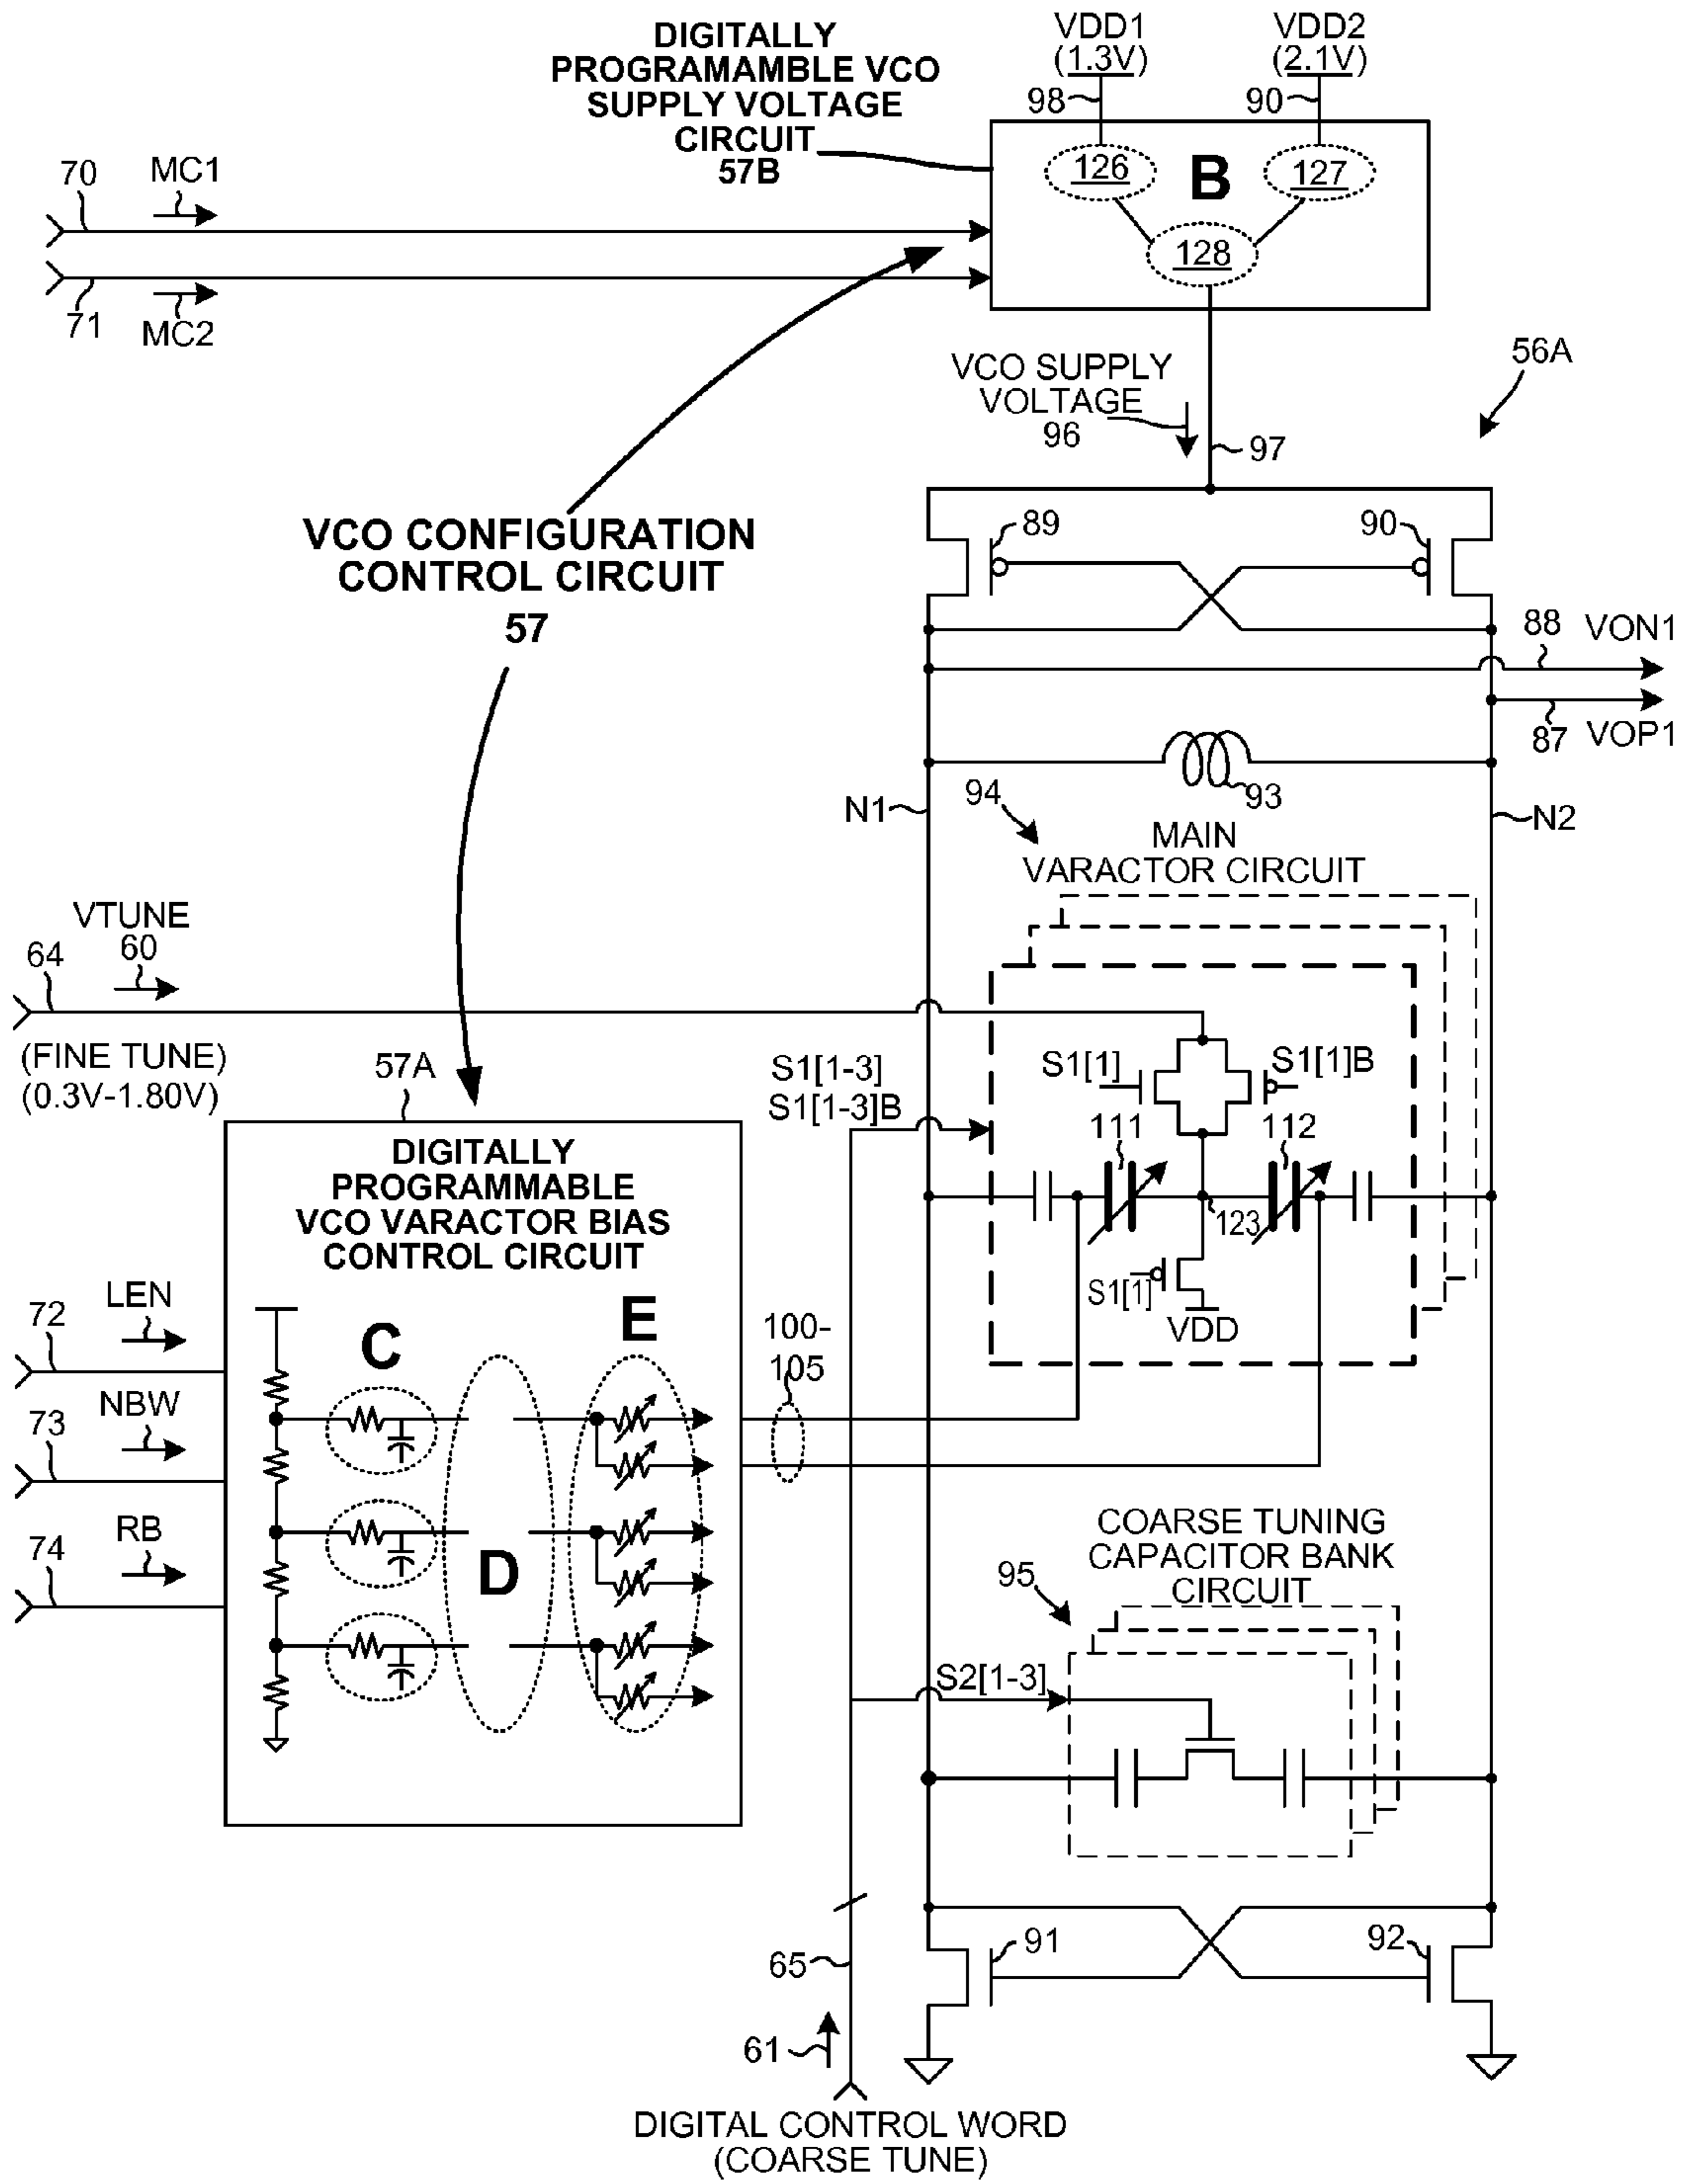 DIGITALLY
PROGRAMAMBLE VCO
SUPPLY VOLTAGE
CIRCUIT
57B
VDD1
(1.3V)
VDD2
(2.1V)
98
90
126
B
127
128
70
MC1
71
MC2
VCO SUPPLY
VOLTAGE
96
97
56A
VCO CONFIGURATION
CONTROL CIRCUIT
57
89
90
88
VON1
87
VOP1
93
N1
N2
94
MAIN
VARACTOR CIRCUIT
VTUNE
60
64
(FINE TUNE)
(0.3V-1.80V)
57A
S1[1-3]
S1[1-3]B
S1[1]
S1[1]B
111
112
123
S1[1]
VDD
DIGITALLY
PROGRAMMABLE
VCO VARACTOR BIAS
CONTROL CIRCUIT
LEN
72
NBW
73
RB
74
C
D
E
100-
105
COARSE TUNING
CAPACITOR BANK
CIRCUIT
95
S2[1-3]
91
92
65
61
DIGITAL CONTROL WORD
(COARSE TUNE)